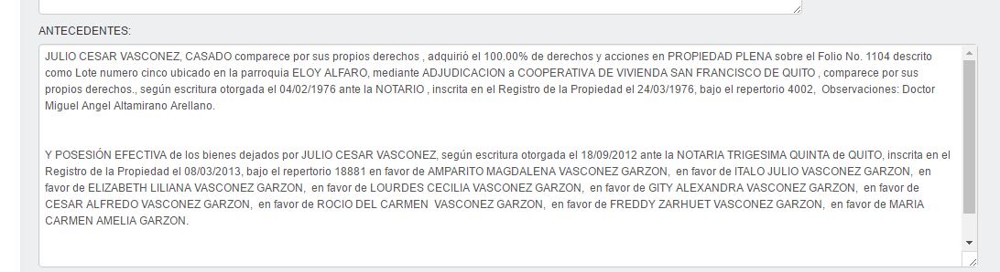 ANTECEDENTES:
JULIO CESAR VASCONEZ, CASADO comparece por sus propios derechos , adquirió el 100.00% de derechos y acciones en PROPIEDAD PLENA sobre el Folio No. 1104 descrito
como Lote numero cinco ubicado en la parroquia ELOY ALFARO, mediante ADJUDICACION a COOPERATIVA DE VIVIENDA SAN FRANCISCO DE QUITO , comparece por sus
propios derechos., según escritura otorgada el 04/02/1976 ante la NOTARIO , inscrita en el Registro de la Propiedad el 24/03/1976, bajo el repertorio 4002,  Observaciones: Doctor
Miguel Angel Altamirano Arellano.
Y POSESIÓN EFECTIVA de los bienes dejados por JULIO CESAR VASCONEZ, según escritura otorgada el 18/09/2012 ante la NOTARIA TRIGESIMA QUINTA de QUITO, inscrita en el
Registro de la Propiedad el 08/03/2013, bajo el repertorio 18881 en favor de AMPARITO MAGDALENA VASCONEZ GARZON,  en favor de ITALO JULIO VASCONEZ GARZON,  en
favor de ELIZABETH LILIANA VASCONEZ GARZON,  en favor de LOURDES CECILIA VASCONEZ GARZON,  en favor de GITY ALEXANDRA VASCONEZ GARZON,  en favor de
CESAR ALFREDO VASCONEZ GARZON,  en favor de ROCIO DEL CARMEN  VASCONEZ GARZON,  en favor de FREDDY ZARHUET VASCONEZ GARZON,  en favor de MARIA
CARMEN AMELIA GARZON.